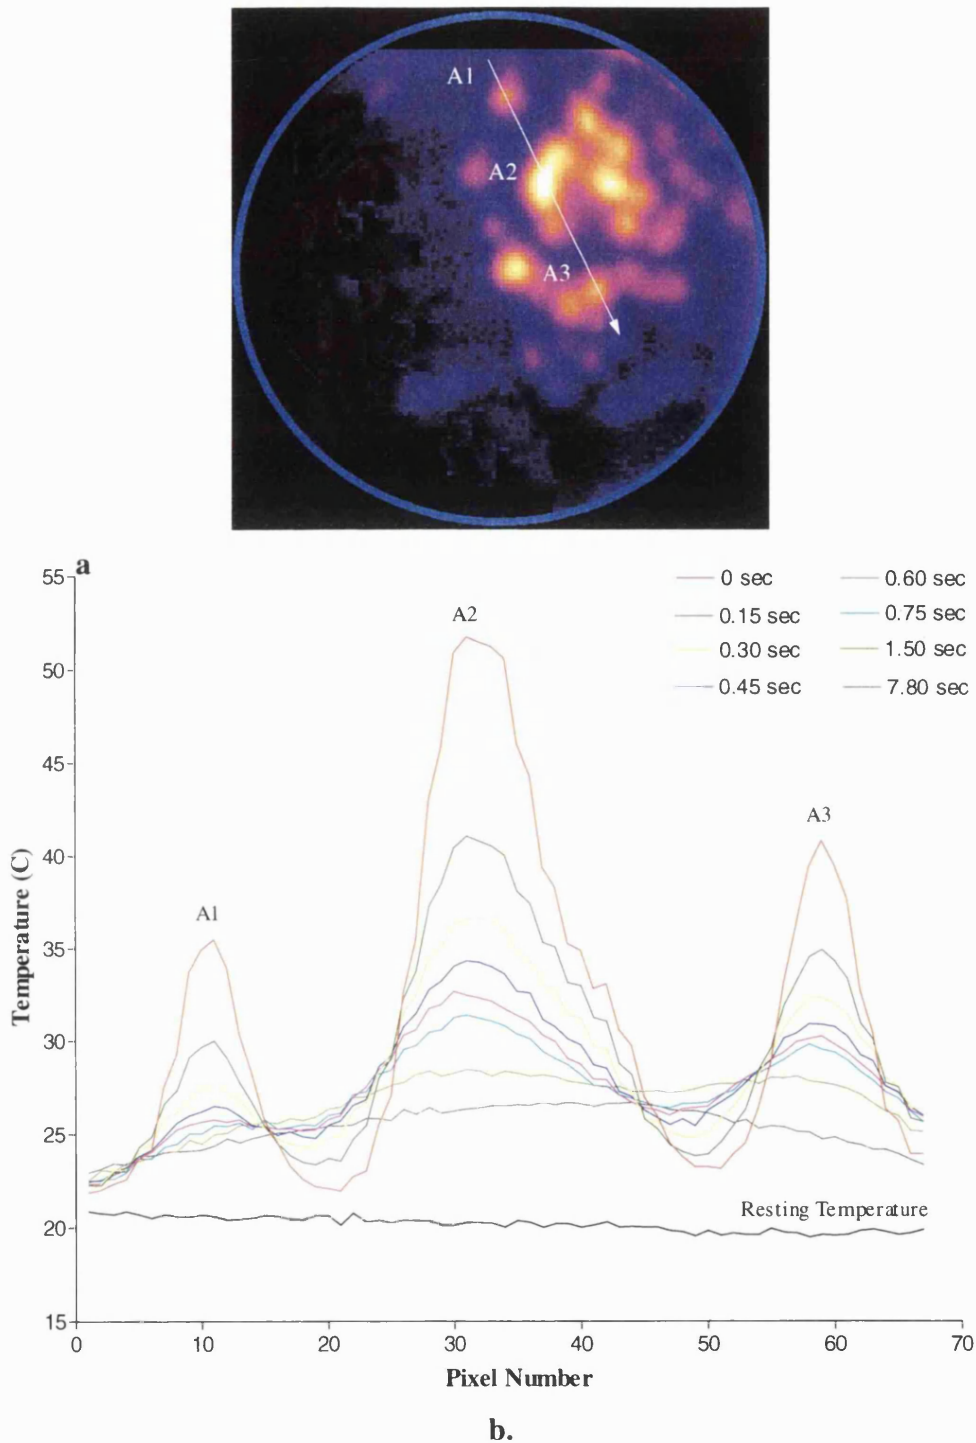 A1
A2
A3
a
55
50
45
40
35
30
25
20
15
Temperature (C)
A1
A2
A3
0 sec
0.15 sec
0.30 sec
0.45 sec
0.60 sec
0.75 sec
1.50 sec
7.80 sec
Resting Temperature
0 10 20 30 40 50 60 70
Pixel Number
b.